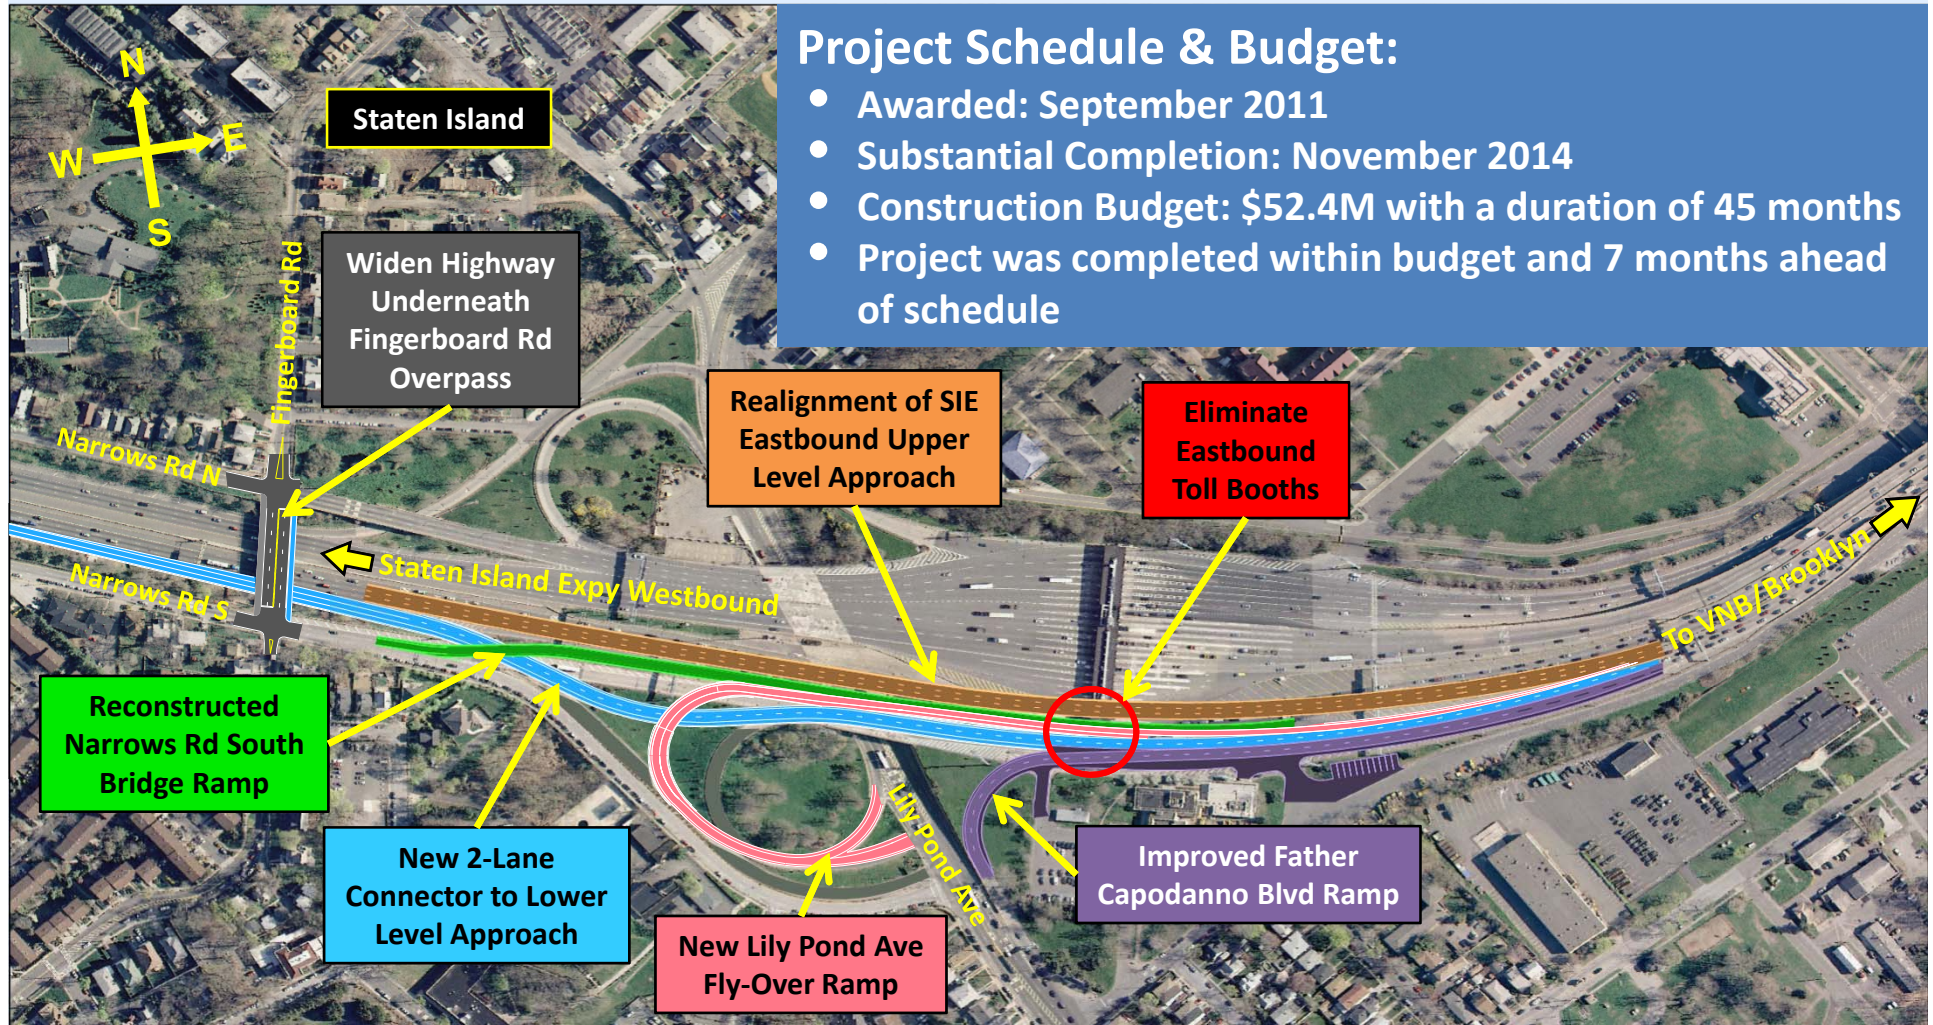 Project Schedule & Budget:
• Awarded: September 2011
• Substantial Completion: November 2014
• Construction Budget: $52.4M with a duration of 45 months
• Project was completed within budget and 7 months ahead
of schedule
N
W
E
S
Staten Island
Fingerboard Rd
Widen Highway
Underneath
Fingerboard Rd
Overpass
Realignment of SIE
Eastbound Upper
Level Approach
Eliminate
Eastbound
Toll Booths
Narrows Rd N
Narrows Rd S
Staten Island Expy Westbound
To VNB/Brooklyn
Reconstructed
Narrows Rd South
Bridge Ramp
New 2-Lane
Connector to Lower
Level Approach
New Lily Pond Ave
Fly-Over Ramp
Lily Pond Ave
Improved Father
Capodanno Blvd Ramp